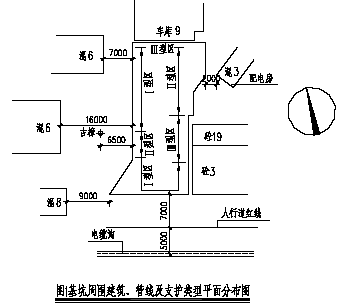 车库9
Ⅲ型区
混6
7000
Ⅰ型区
Ⅱ型区
混3
配电房
16000
混6
古樟
6500
Ⅱ型区
Ⅲ型区
砼19
Ⅰ型区
砼3
混8
9000
7000
人行道红线
电缆沟
5000
图1基坑周围建筑、管线及支护类型平面分布图